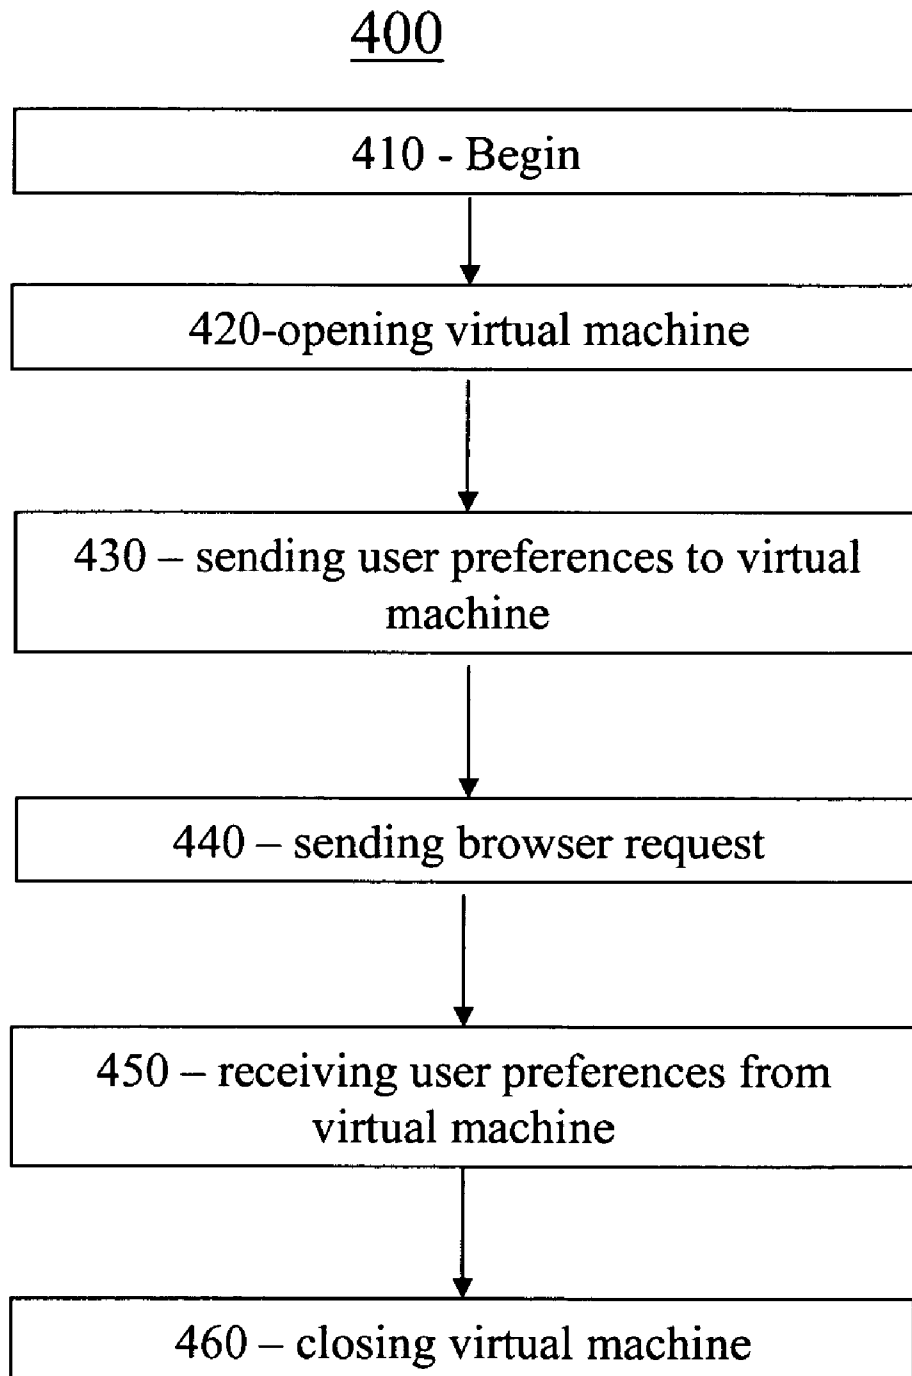 400
410 - Begin
420-opening virtual machine
430 – sending user preferences to virtual
machine
440 – sending browser request
450 – receiving user preferences from
virtual machine
460 – closing virtual machine